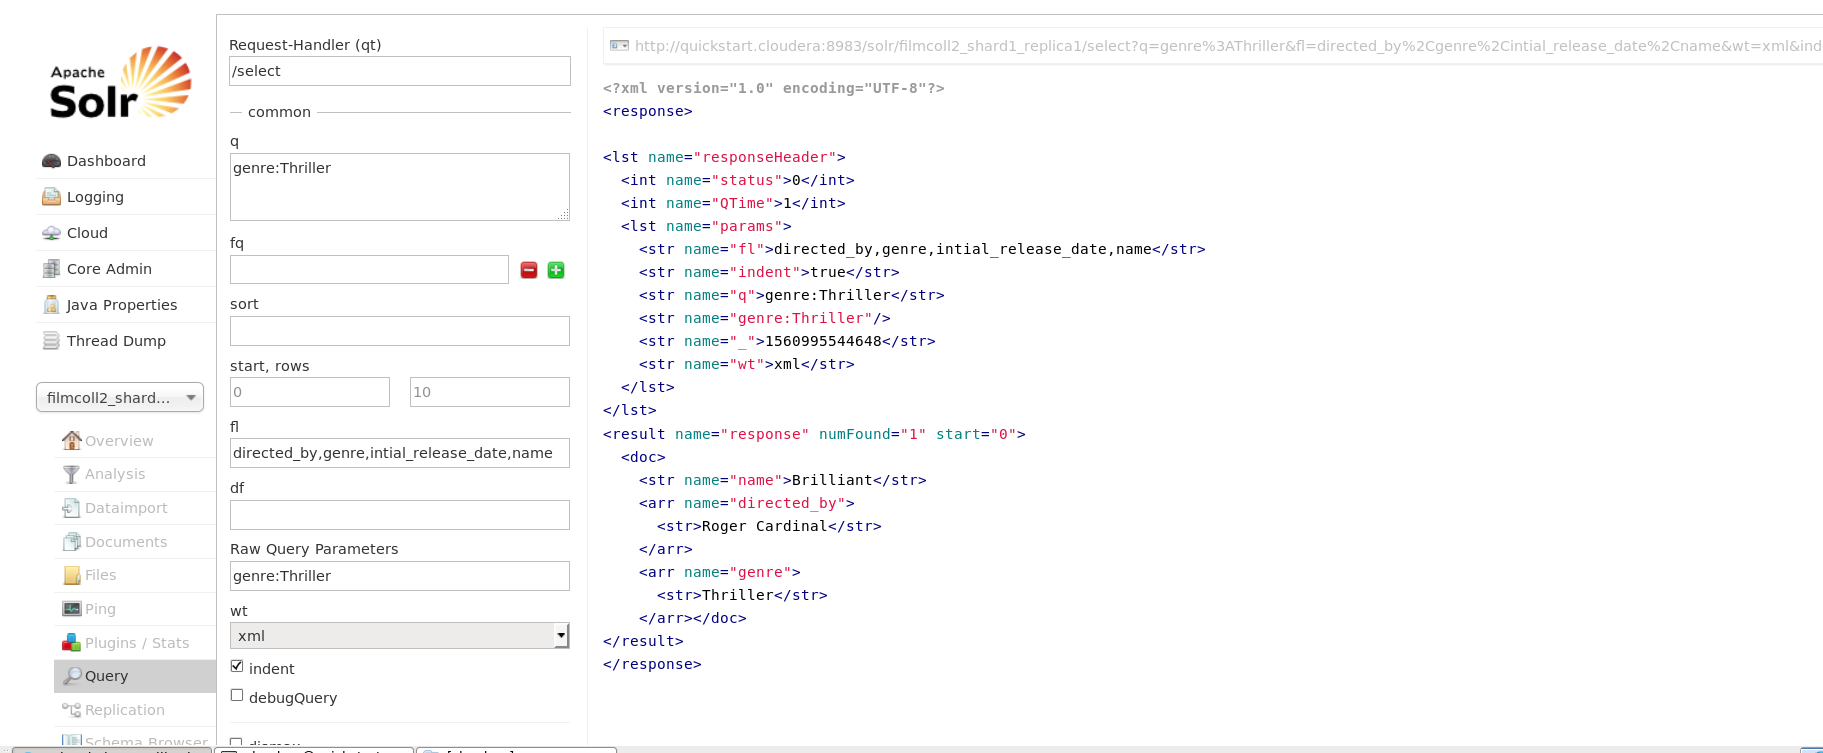 Apache
Solr
Dashboard
Logging
Cloud
Core Admin
Java Properties
Thread Dump
filmcoll2_shard...
Overview
Analysis
Dataimport
Documents
Files
Ping
Plugins / Stats
Query
Replication
Schema Browser
Request-Handler (qt)
/select
common
q
genre:Thriller
fq
sort
start, rows
0 10
fl
directed_by,genre,intial_release_date,name
df
Raw Query Parameters
genre:Thriller
wt
xml
indent
debugQuery
dismax
http://quickstart.cloudera:8983/solr/filmcoll2_shard1_replica1/select?q=genre%3AThriller&fl=directed_by%2Cgenre%2Cintial_release_date%2Cname&wt=xml&ind
<?xml version="1.0" encoding="UTF-8"?>
<response>
<lst name="responseHeader">
<int name="status">0</int>
<int name="QTime">1</int>
<lst name="params">
<str name="fl">directed_by,genre,intial_release_date,name</str>
<str name="indent">true</str>
<str name="q">genre:Thriller</str>
<str name="genre:Thriller"/>
<str name="_">1560995544648</str>
<str name="wt">xml</str>
</lst>
</lst>
<result name="response" numFound="1" start="0">
<doc>
<str name="name">Brilliant</str>
<arr name="directed_by">
<str>Roger Cardinal</str>
</arr>
<arr name="genre">
<str>Thriller</str>
</arr></doc>
</result>
</response>